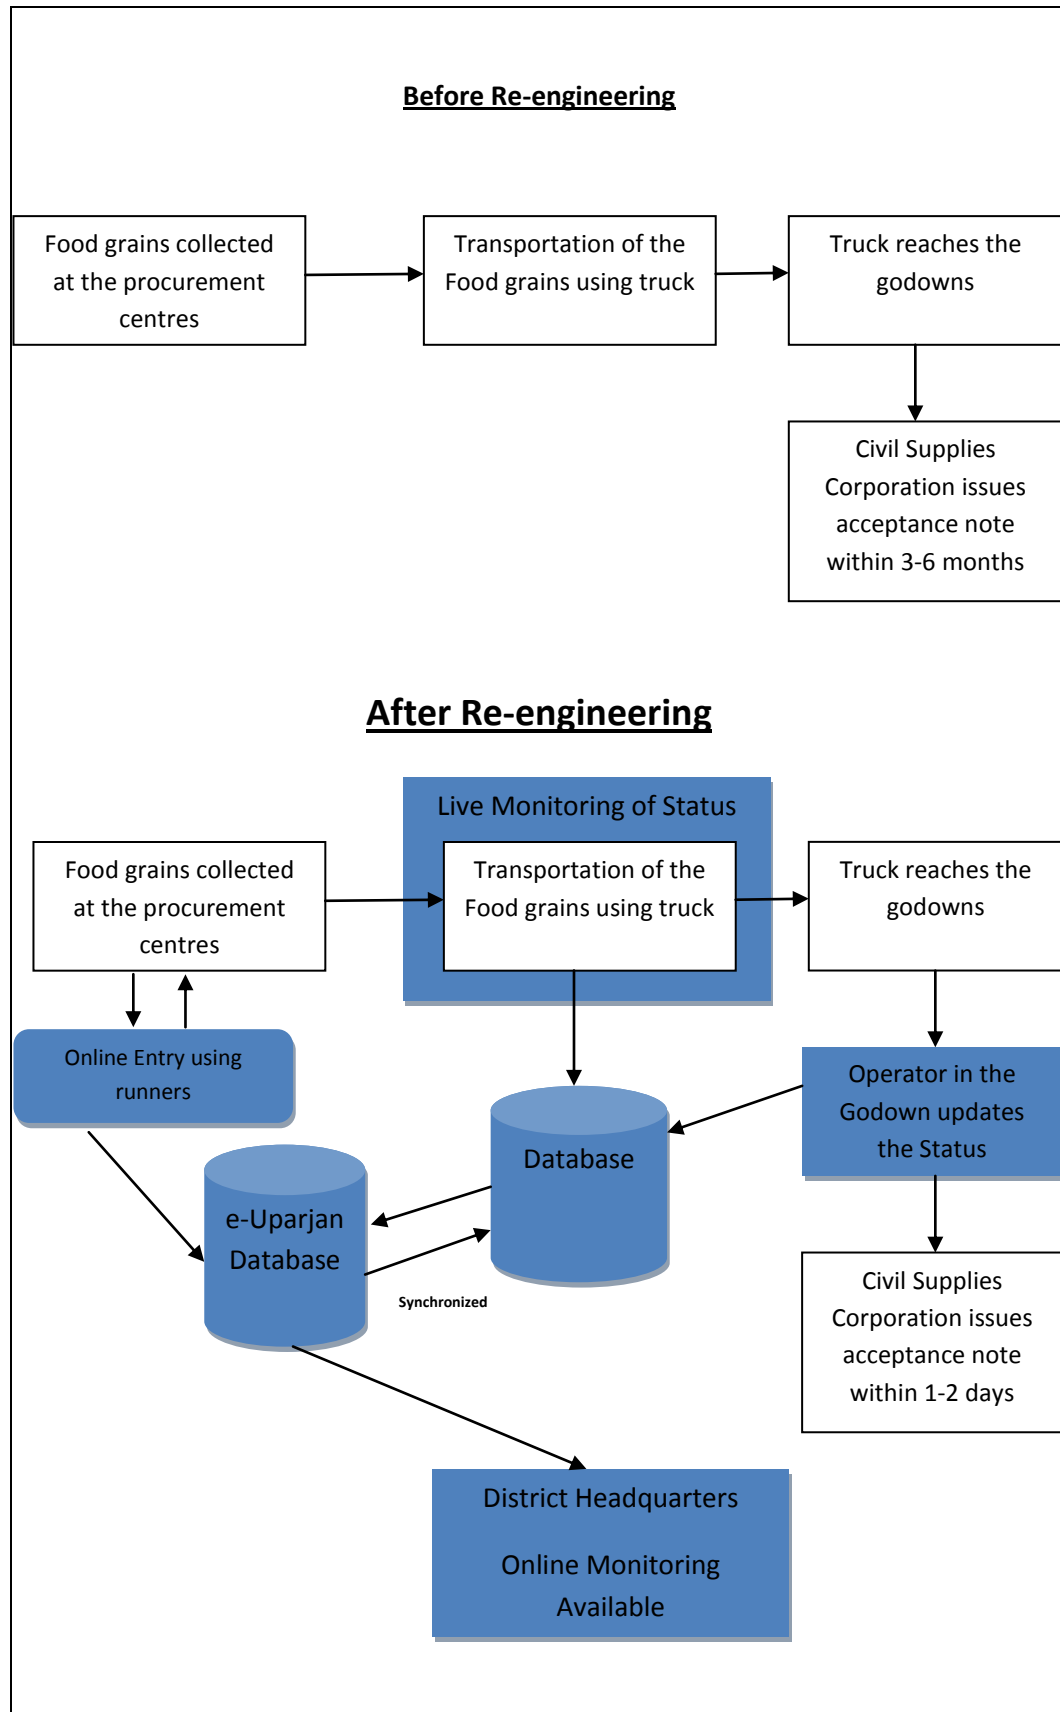 Before Re-engineering
Food grains collected
at the procurement
centres
Transportation of the
Food grains using truck
Truck reaches the
godowns
Civil Supplies
Corporation issues
acceptance note
within 3-6 months
After Re-engineering
Live Monitoring of Status
Food grains collected
at the procurement
centres
Transportation of the
Food grains using truck
Truck reaches the
godowns
Online Entry using
runners
Operator in the
Godown updates
the Status
Database
e-Uparjan
Database
Synchronized
Civil Supplies
Corporation issues
acceptance note
within 1-2 days
District Headquarters
Online Monitoring
Available